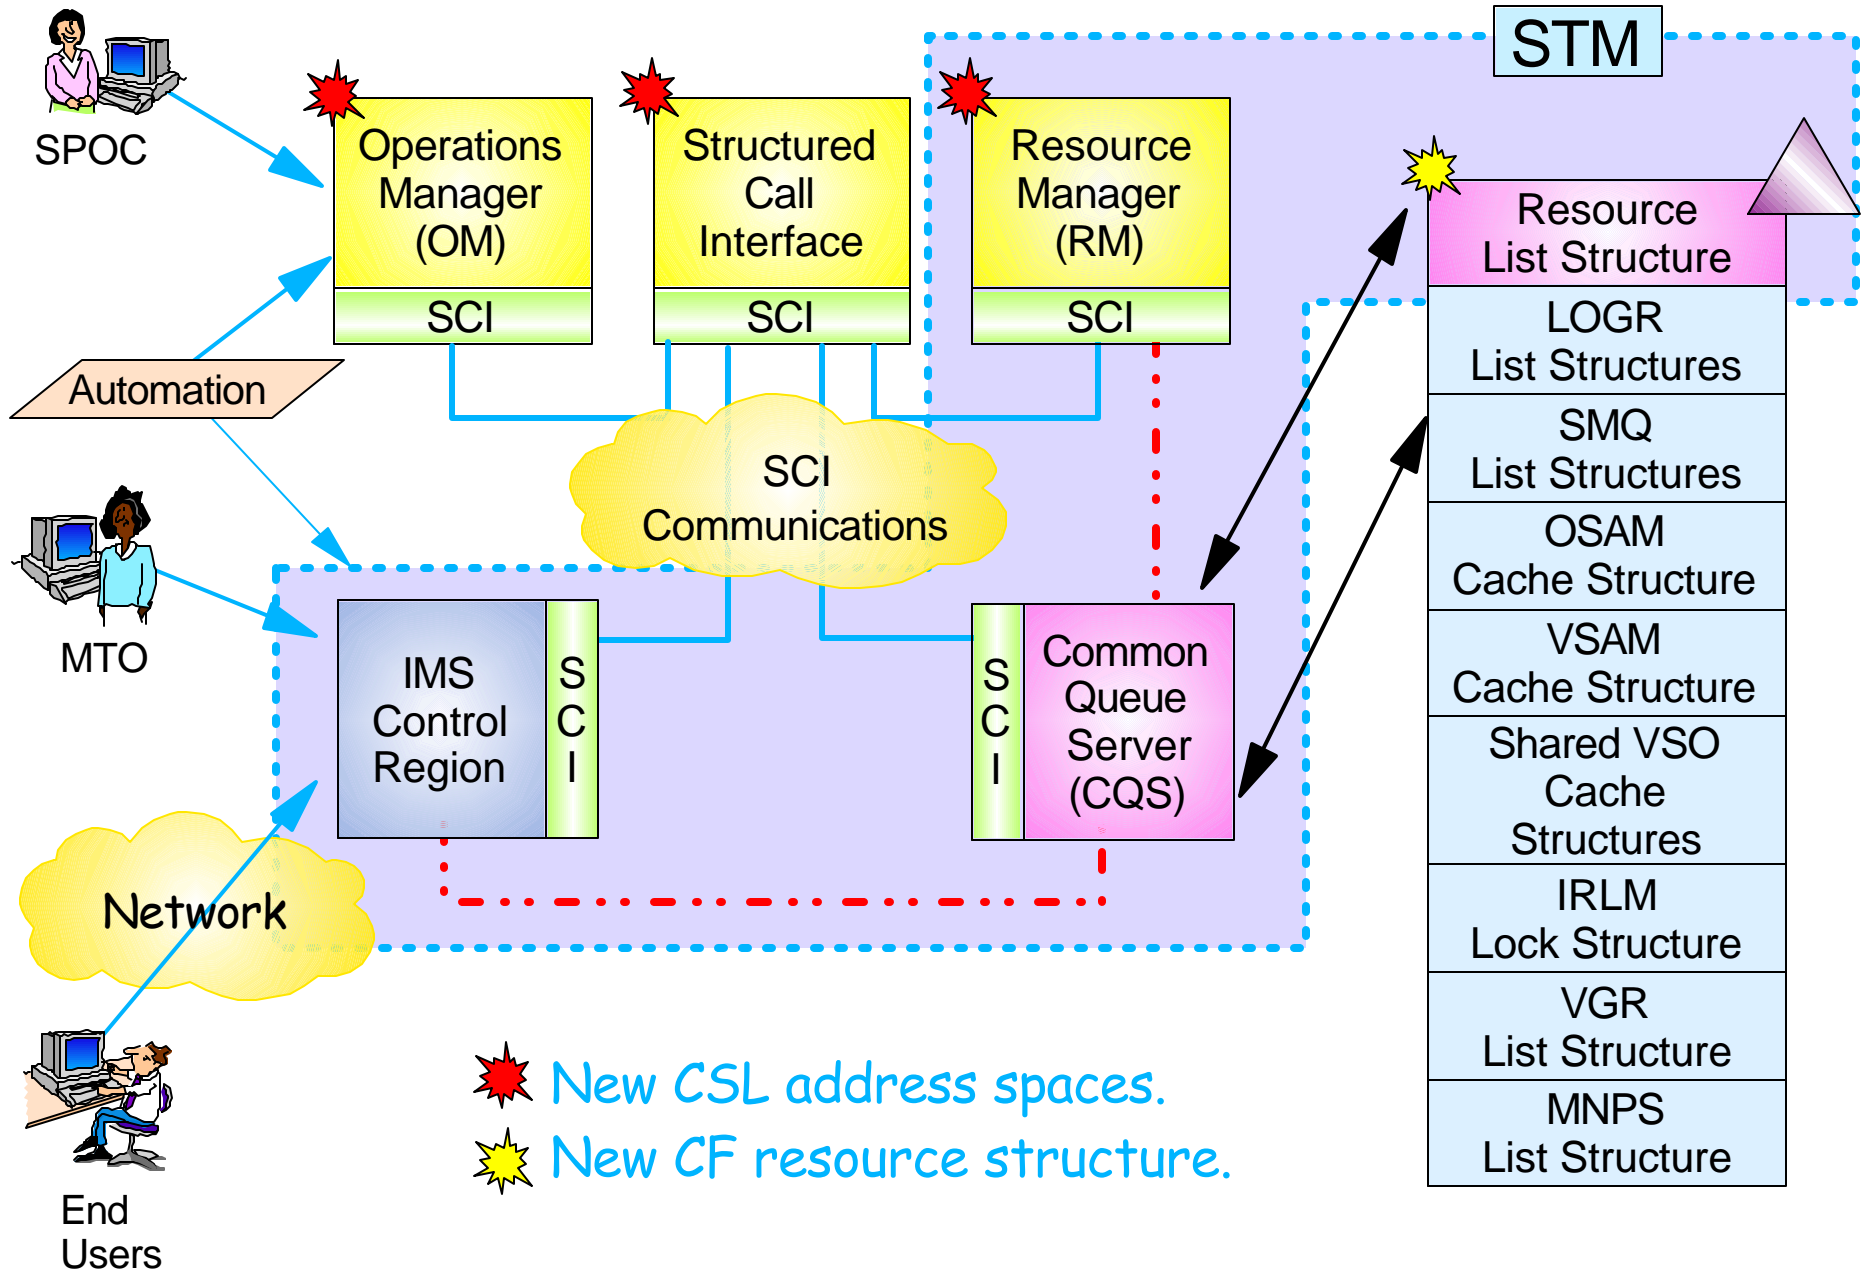 STM
SPOC
Operations
Manager
(OM)
SCI
Structured
Call
Interface
SCI
Resource
Manager
(RM)
SCI
Automation
SCI
Communications
MTO
IMS
Control
Region
S
C
I
S
C
I
Common
Queue
Server
(CQS)
Network
End
Users
Resource
List Structure
LOGR
List Structures
SMQ
List Structures
OSAM
Cache Structure
VSAM
Cache Structure
Shared VSO
Cache
Structures
IRLM
Lock Structure
VGR
List Structure
MNPS
List Structure
New CSL address spaces.
New CF resource structure.